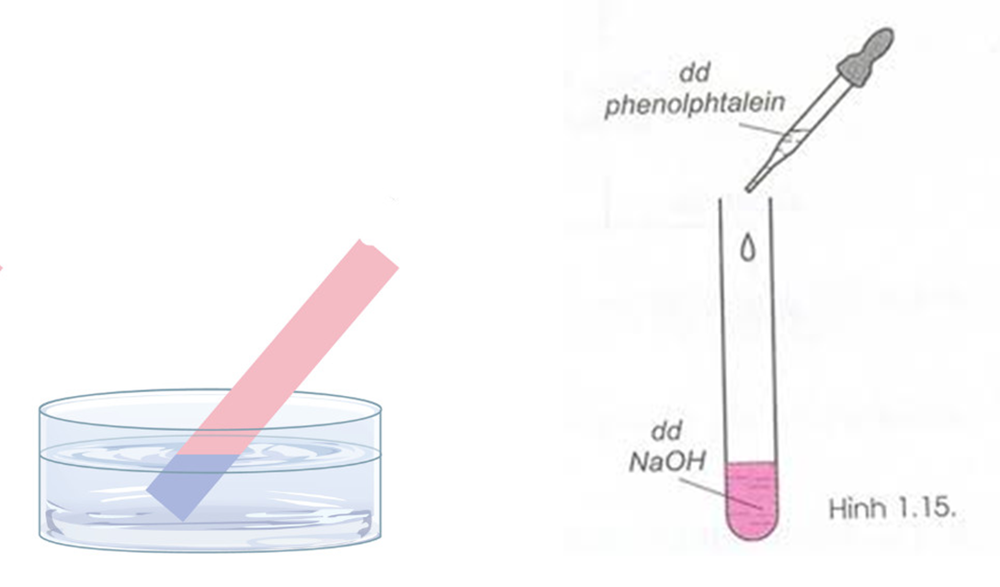 dd
phenolphtalein
dd
NaOH
Hình 1.15.